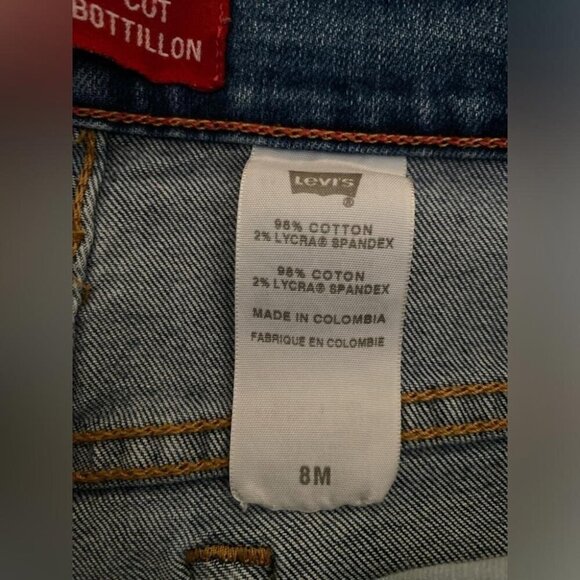 CUT
BOTTILLON
Levi's
®
98% COTTON
2% LYCRA® SPANDEX
98% COTON
2% LYCRA® SPANDEX
MADE IN COLOMBIA
FABRIQUE EN COLOMBIE
8M